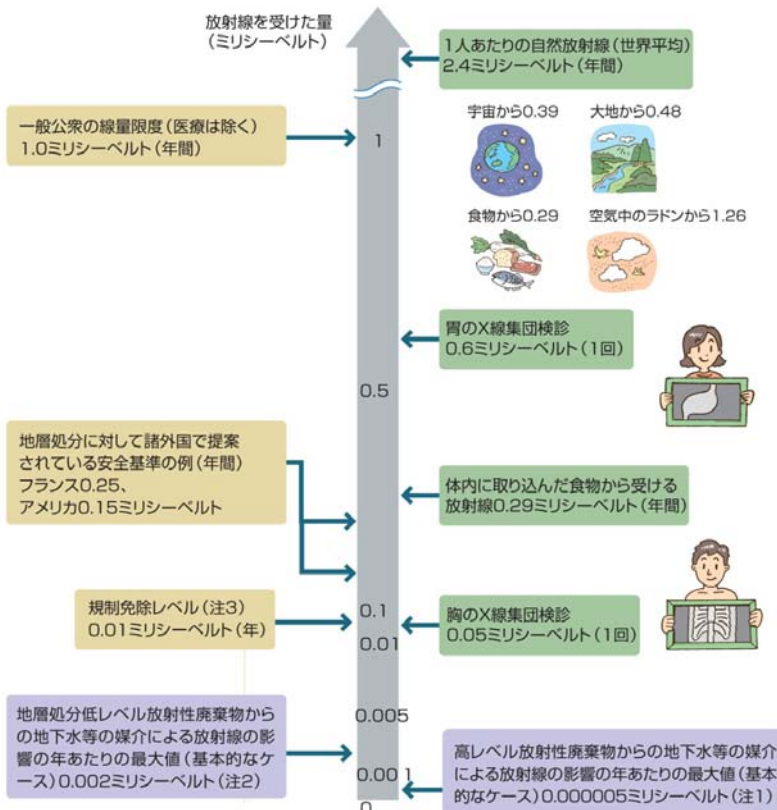 放射線を受けた量
(ミリシーベルト)
1人あたりの自然放射線(世界平均)
2.4ミリシーベルト(年間)
宇宙から0.39
大地から0.48
食物から0.29
空気中のラドンから1.26
一般公衆の線量限度(医療は除く)
1.0ミリシーベルト(年間)
1
胃のX線集団検診
0.6ミリシーベルト(1回)
0.5
地層処分に対して諸外国で提案
されている安全基準の例(年間)
フランス0.25、
アメリカ0.15ミリシーベルト
体内に取り込んだ食物から受ける
放射線0.29ミリシーベルト(年間)
規制免除レベル(注3)
0.01ミリシーベルト(年)
0.1
0.01
胸のX線集団検診
0.05ミリシーベルト(1回)
地層処分低レベル放射性廃棄物から
の地下水等の媒介による放射線の影
響の年あたりの最大値(基本的なケ
ース)0.002ミリシーベルト(注2)
0.005
0.001
0
高レベル放射性廃棄物からの地下水等の媒介
による放射線の影響の年あたりの最大値(基本
的なケース)0.000005ミリシーベルト(注1)